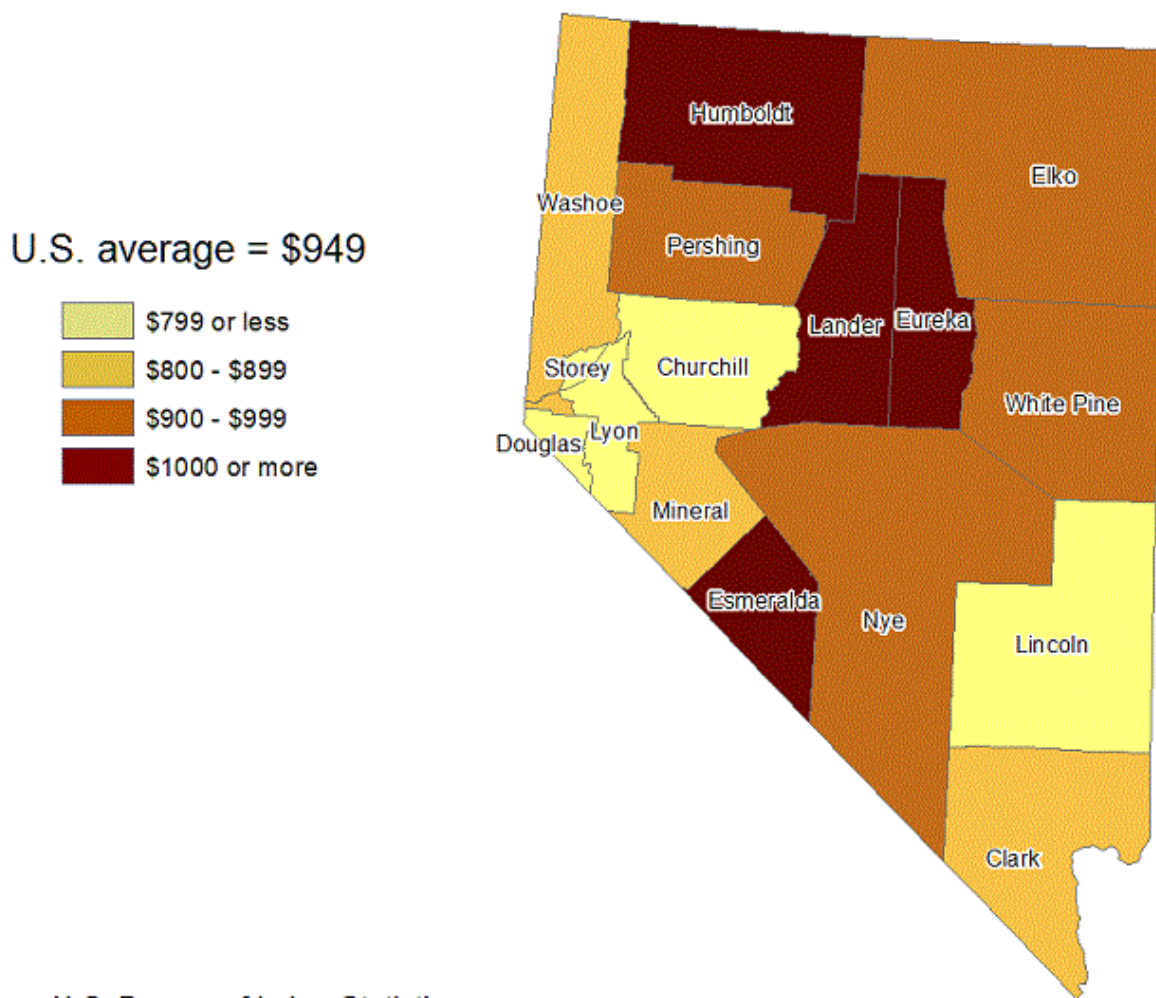 U.S. average = $949
$799 or less
$800 - $899
$900 - $999
$1000 or more
Humboldt
Elko
Washoe
Pershing
Lander
Eureka
Storey
Churchill
White Pine
Douglas
Lyon
Mineral
Esmeralda
Nye
Lincoln
Clark